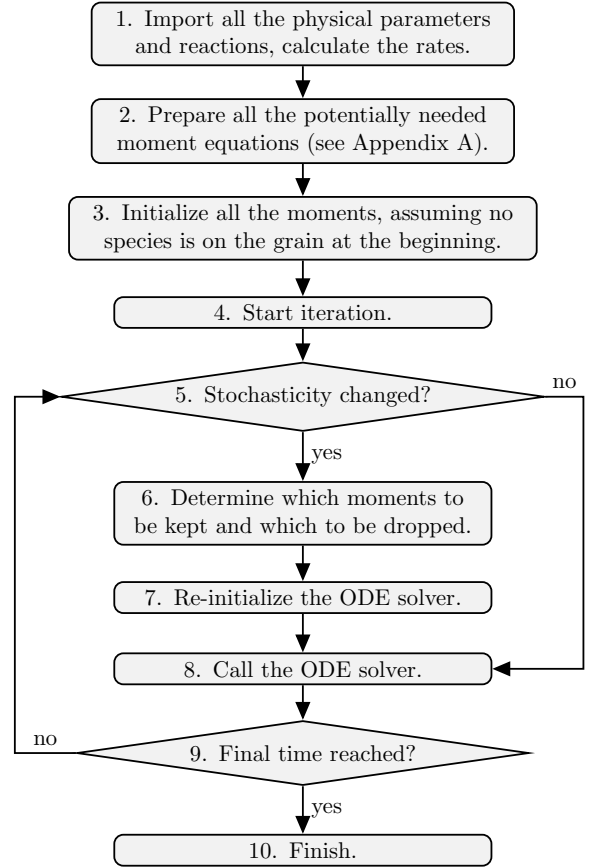 1. Import all the physical parameters
and reactions, calculate the rates.
2. Prepare all the potentially needed
moment equations (see Appendix A).
3. Initialize all the moments, assuming no
species is on the grain at the beginning.
4. Start iteration.
5. Stochasticity changed?
no
yes
6. Determine which moments to
be kept and which to be dropped.
7. Re-initialize the ODE solver.
8. Call the ODE solver.
9. Final time reached?
no
yes
10. Finish.